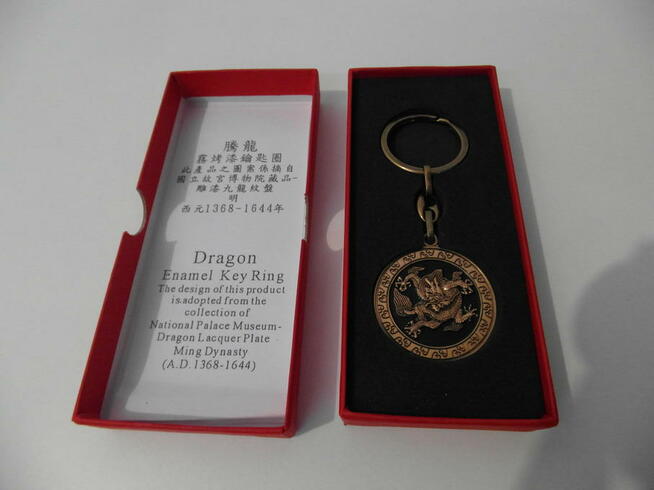 騰龍
霧烤漆鑰匙圈
此產品之圖案係摘自
國立故宮博物院藏品-
雕漆九龍紋盤
明
西元1368-1644年
Dragon
Enamel Key Ring
The design of this product
is adopted from the
collection of
National Palace Museum-
Dragon Lacquer Plate
Ming Dynasty
(A.D. 1368-1644)